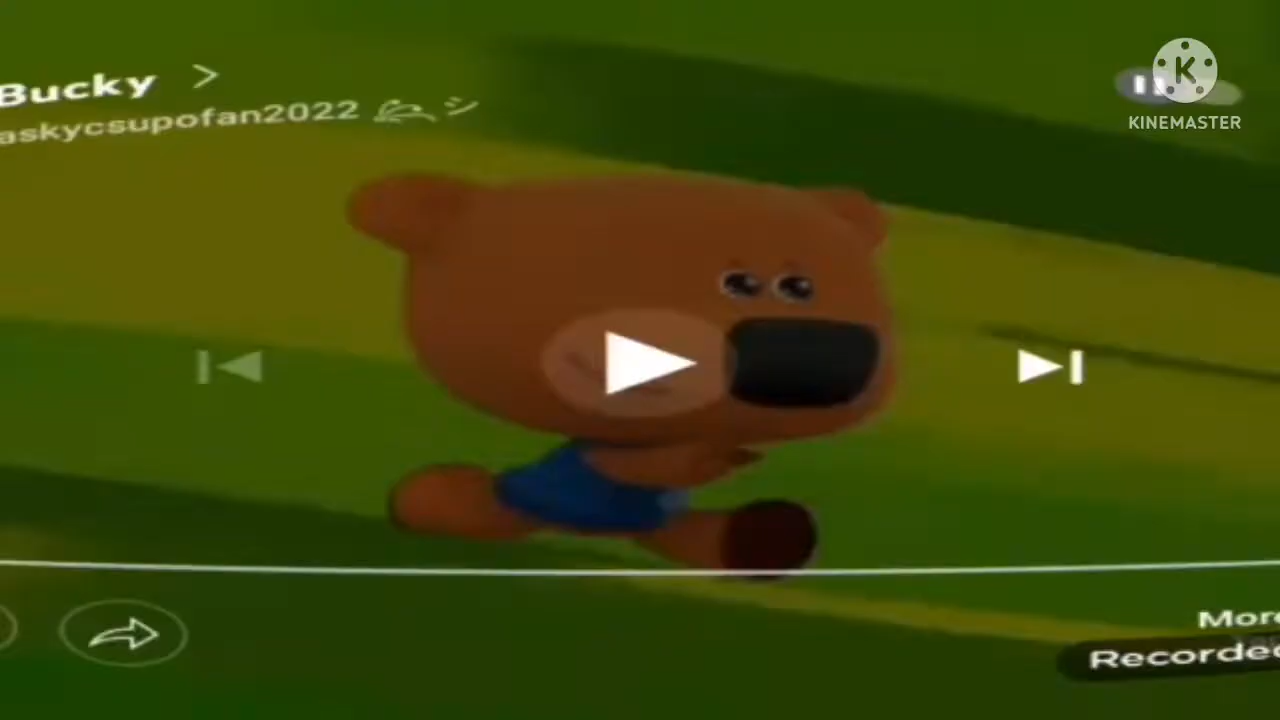 Bucky
askycsupofan2022
KINEMASTER
More
Recorded